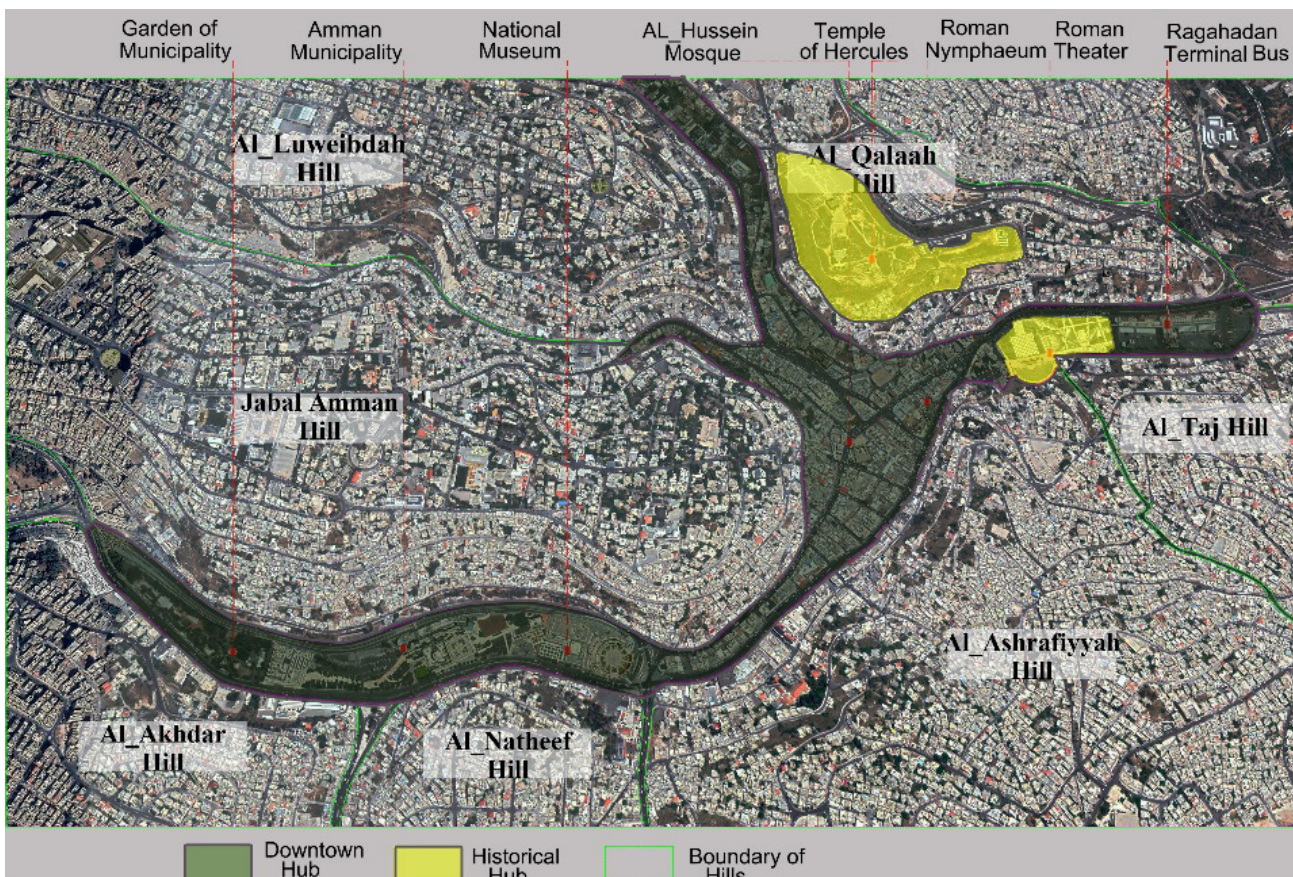 Garden of
Municipality
Amman
Municipality
National
Museum
AL_Hussein
Mosque
Temple
of Hercules
Roman
Nymphaeum
Roman
Theater
Ragahadan
Terminal Bus
Al_Luweibdah
Hill
Al_Qalaah
Hill
Jabal Amman
Hill
Al_Taj Hill
Al_Ashrafiyyah
Hill
Al_Akhdar
Hill
Al_Natheef
Hill
Downtown
Hub
Historical
Hub
Boundary of
Hills